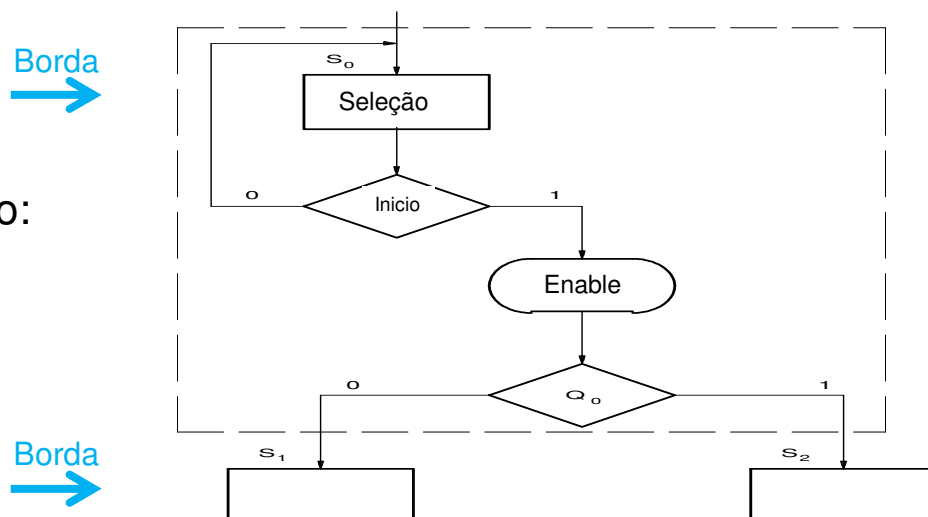 Borda
S₀
Seleção
0
Inicio
1
o:
Enable
0
Q₀
1
Borda
S₁
S₂